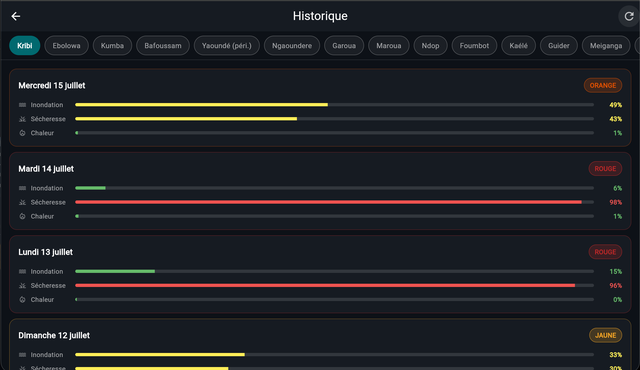 Historique
Kribi Ebolowa Kumba Bafoussam Yaoundé (péri.) Ngaoundere Garoua Maroua Ndop Foumbot Kaélé Guider Meiganga
Mercredi 15 juillet ORANGE
Inondation 49%
Sécheresse 43%
Chaleur 1%
Mardi 14 juillet ROUGE
Inondation 6%
Sécheresse 98%
Chaleur 1%
Lundi 13 juillet ROUGE
Inondation 15%
Sécheresse 96%
Chaleur 0%
Dimanche 12 juillet JAUNE
Inondation 33%
Sécheresse 30%